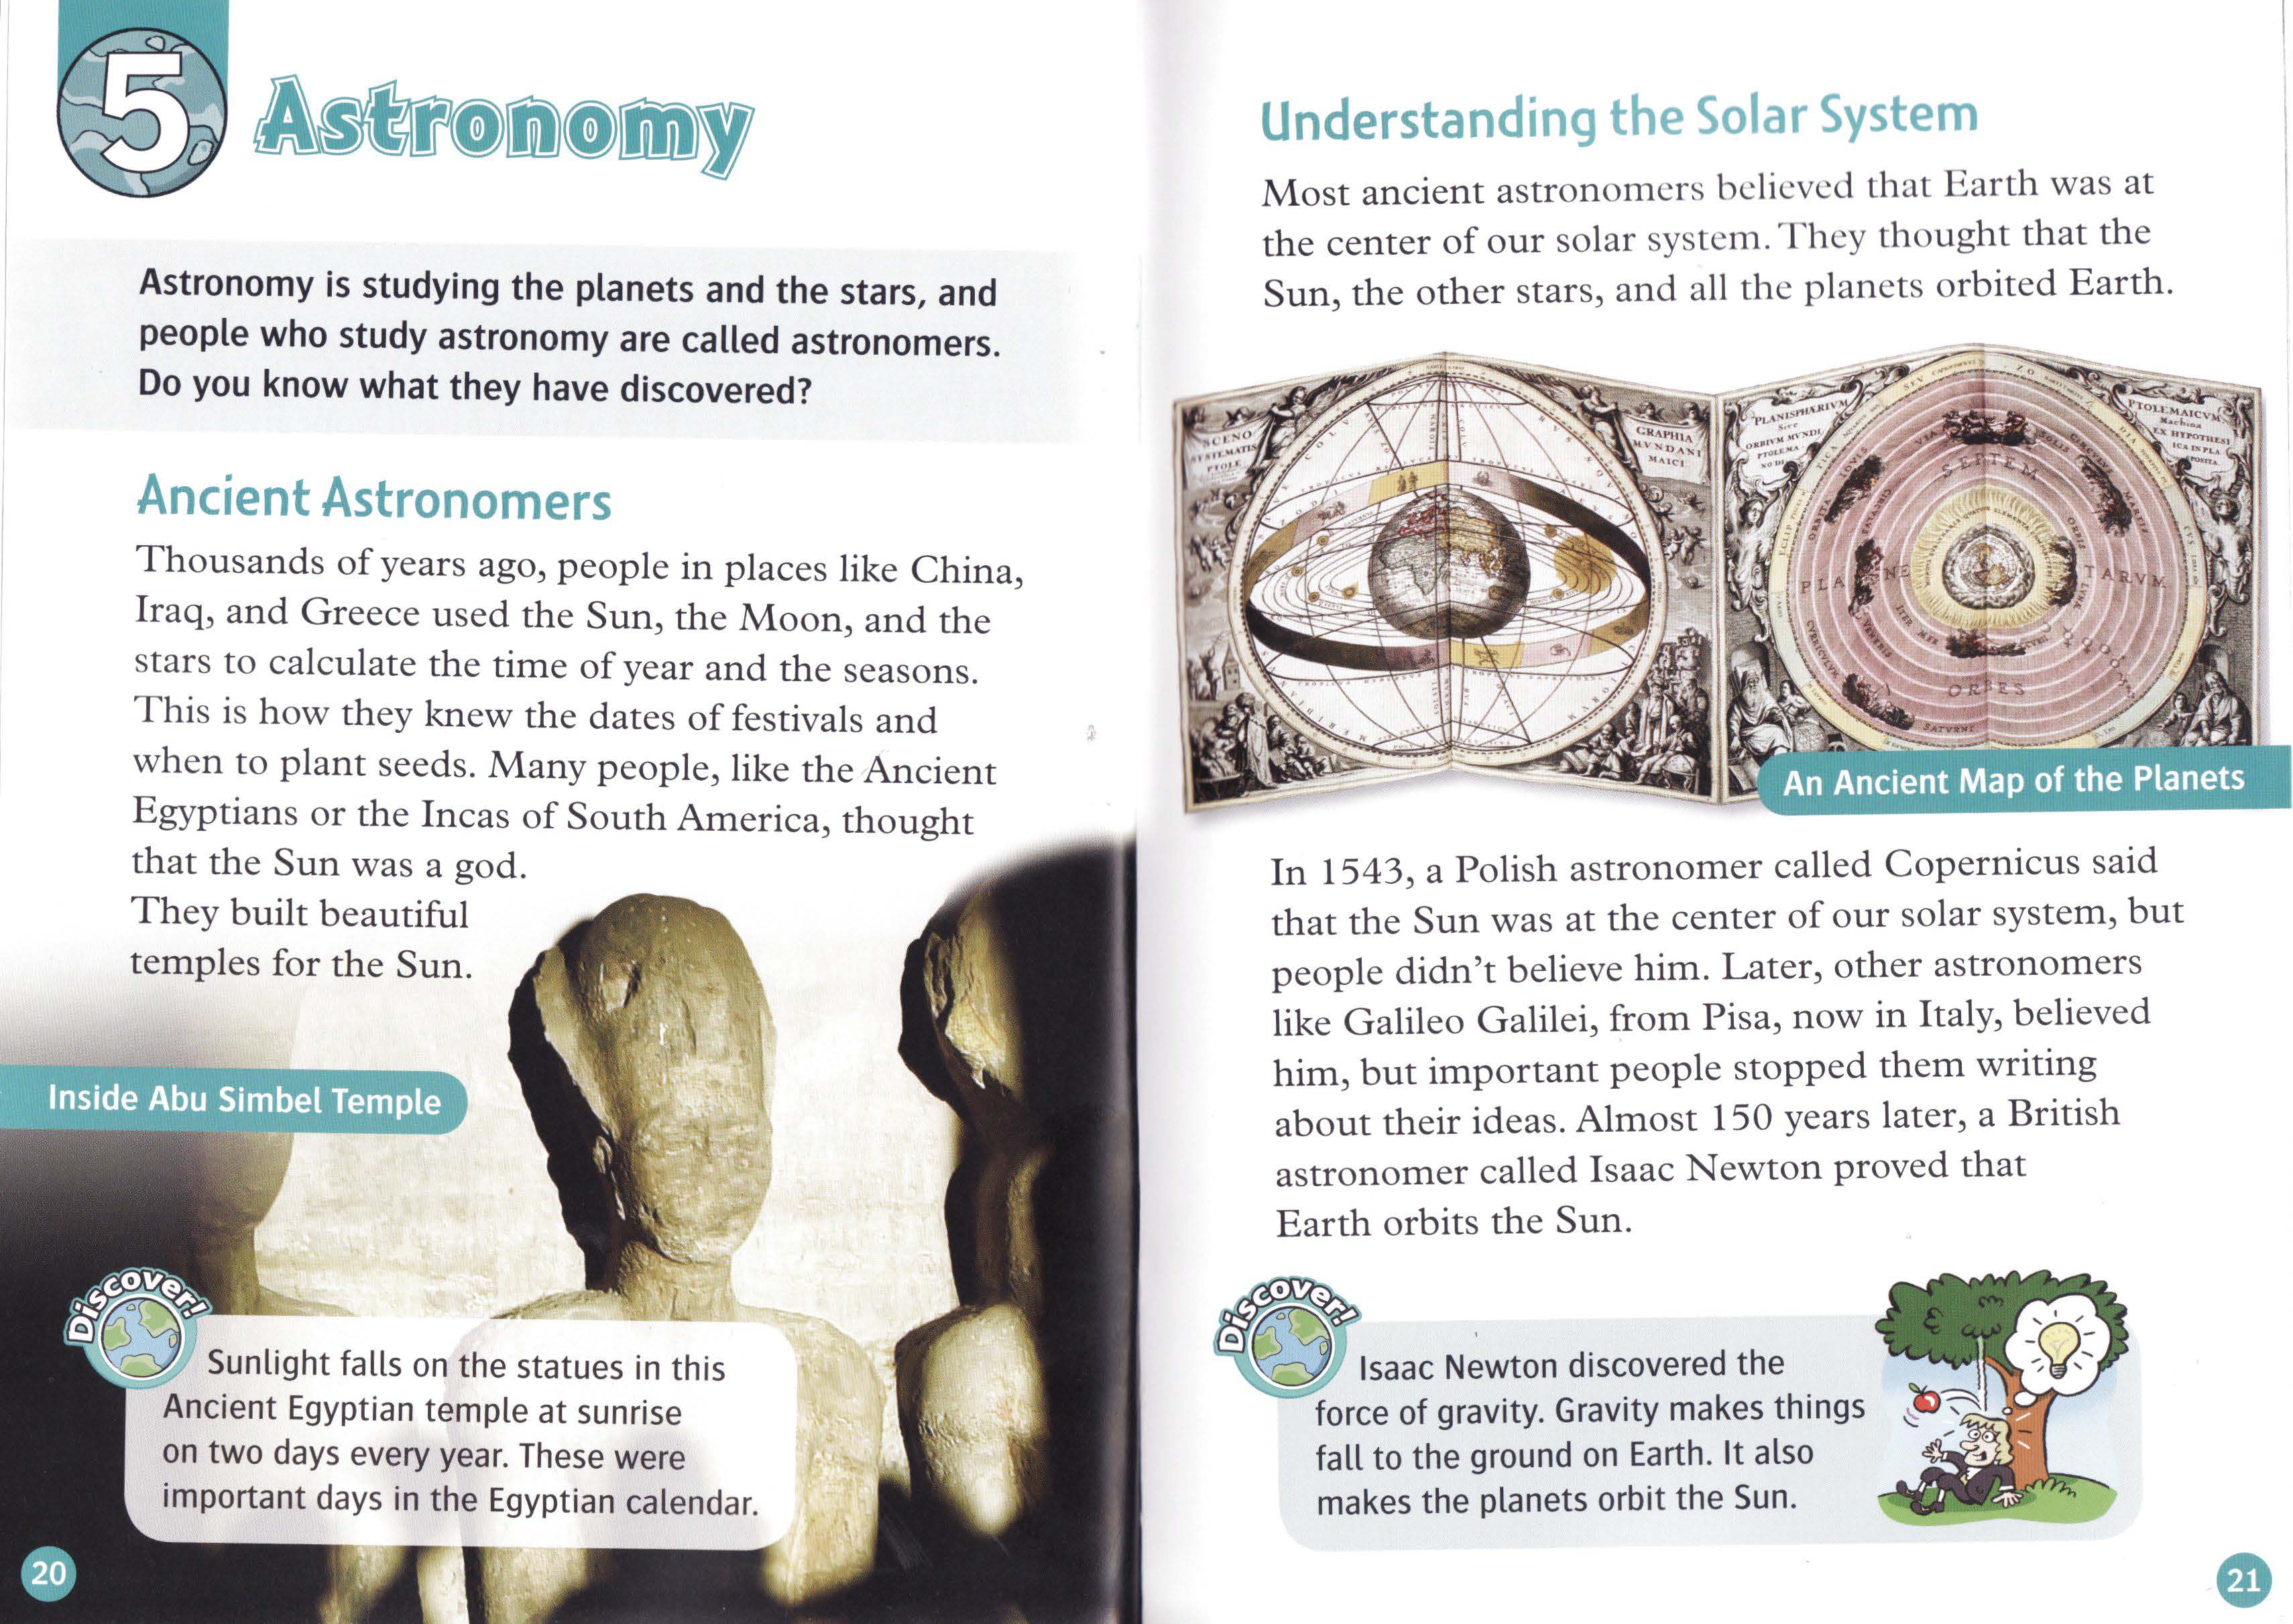 5
Astronomy
Astronomy is studying the planets and the stars, and
people who study astronomy are called astronomers.
Do you know what they have discovered?
Ancient Astronomers
Thousands of years ago, people in places like China,
Iraq, and Greece used the Sun, the Moon, and the
stars to calculate the time of year and the seasons.
This is how they knew the dates of festivals and
when to plant seeds. Many people, like the Ancient
Egyptians or the Incas of South America, thought
that the Sun was a god.
They built beautiful
temples for the Sun.
Inside Abu Simbel Temple
Discover!
Sunlight falls on the statues in this
Ancient Egyptian temple at sunrise
on two days every year. These were
important days in the Egyptian calendar.
20
Understanding the Solar System
Most ancient astronomers believed that Earth was at
the center of our solar system. They thought that the
Sun, the other stars, and all the planets orbited Earth.
SCENO
SYSTEMATIS
PTOLE
GRAPHIA
MVNDANI
MAICI
PLANISPHÆRIVM
Sive
ORBIVM MVNDI
PTOLEMA
PTOLEMAICVM
Machina
EX HYPOTHESI
ICA IN PLA
SEPTEM
PLA NE TARVM
ORBES
SATVRNI
An Ancient Map of the Planets
In 1543, a Polish astronomer called Copernicus said
that the Sun was at the center of our solar system, but
people didn't believe him. Later, other astronomers
like Galileo Galilei, from Pisa, now in Italy, believed
him, but important people stopped them writing
about their ideas. Almost 150 years later, a British
astronomer called Isaac Newton proved that
Earth orbits the Sun.
Discover!
Isaac Newton discovered the
force of gravity. Gravity makes things
fall to the ground on Earth. It also
makes the planets orbit the Sun.
21